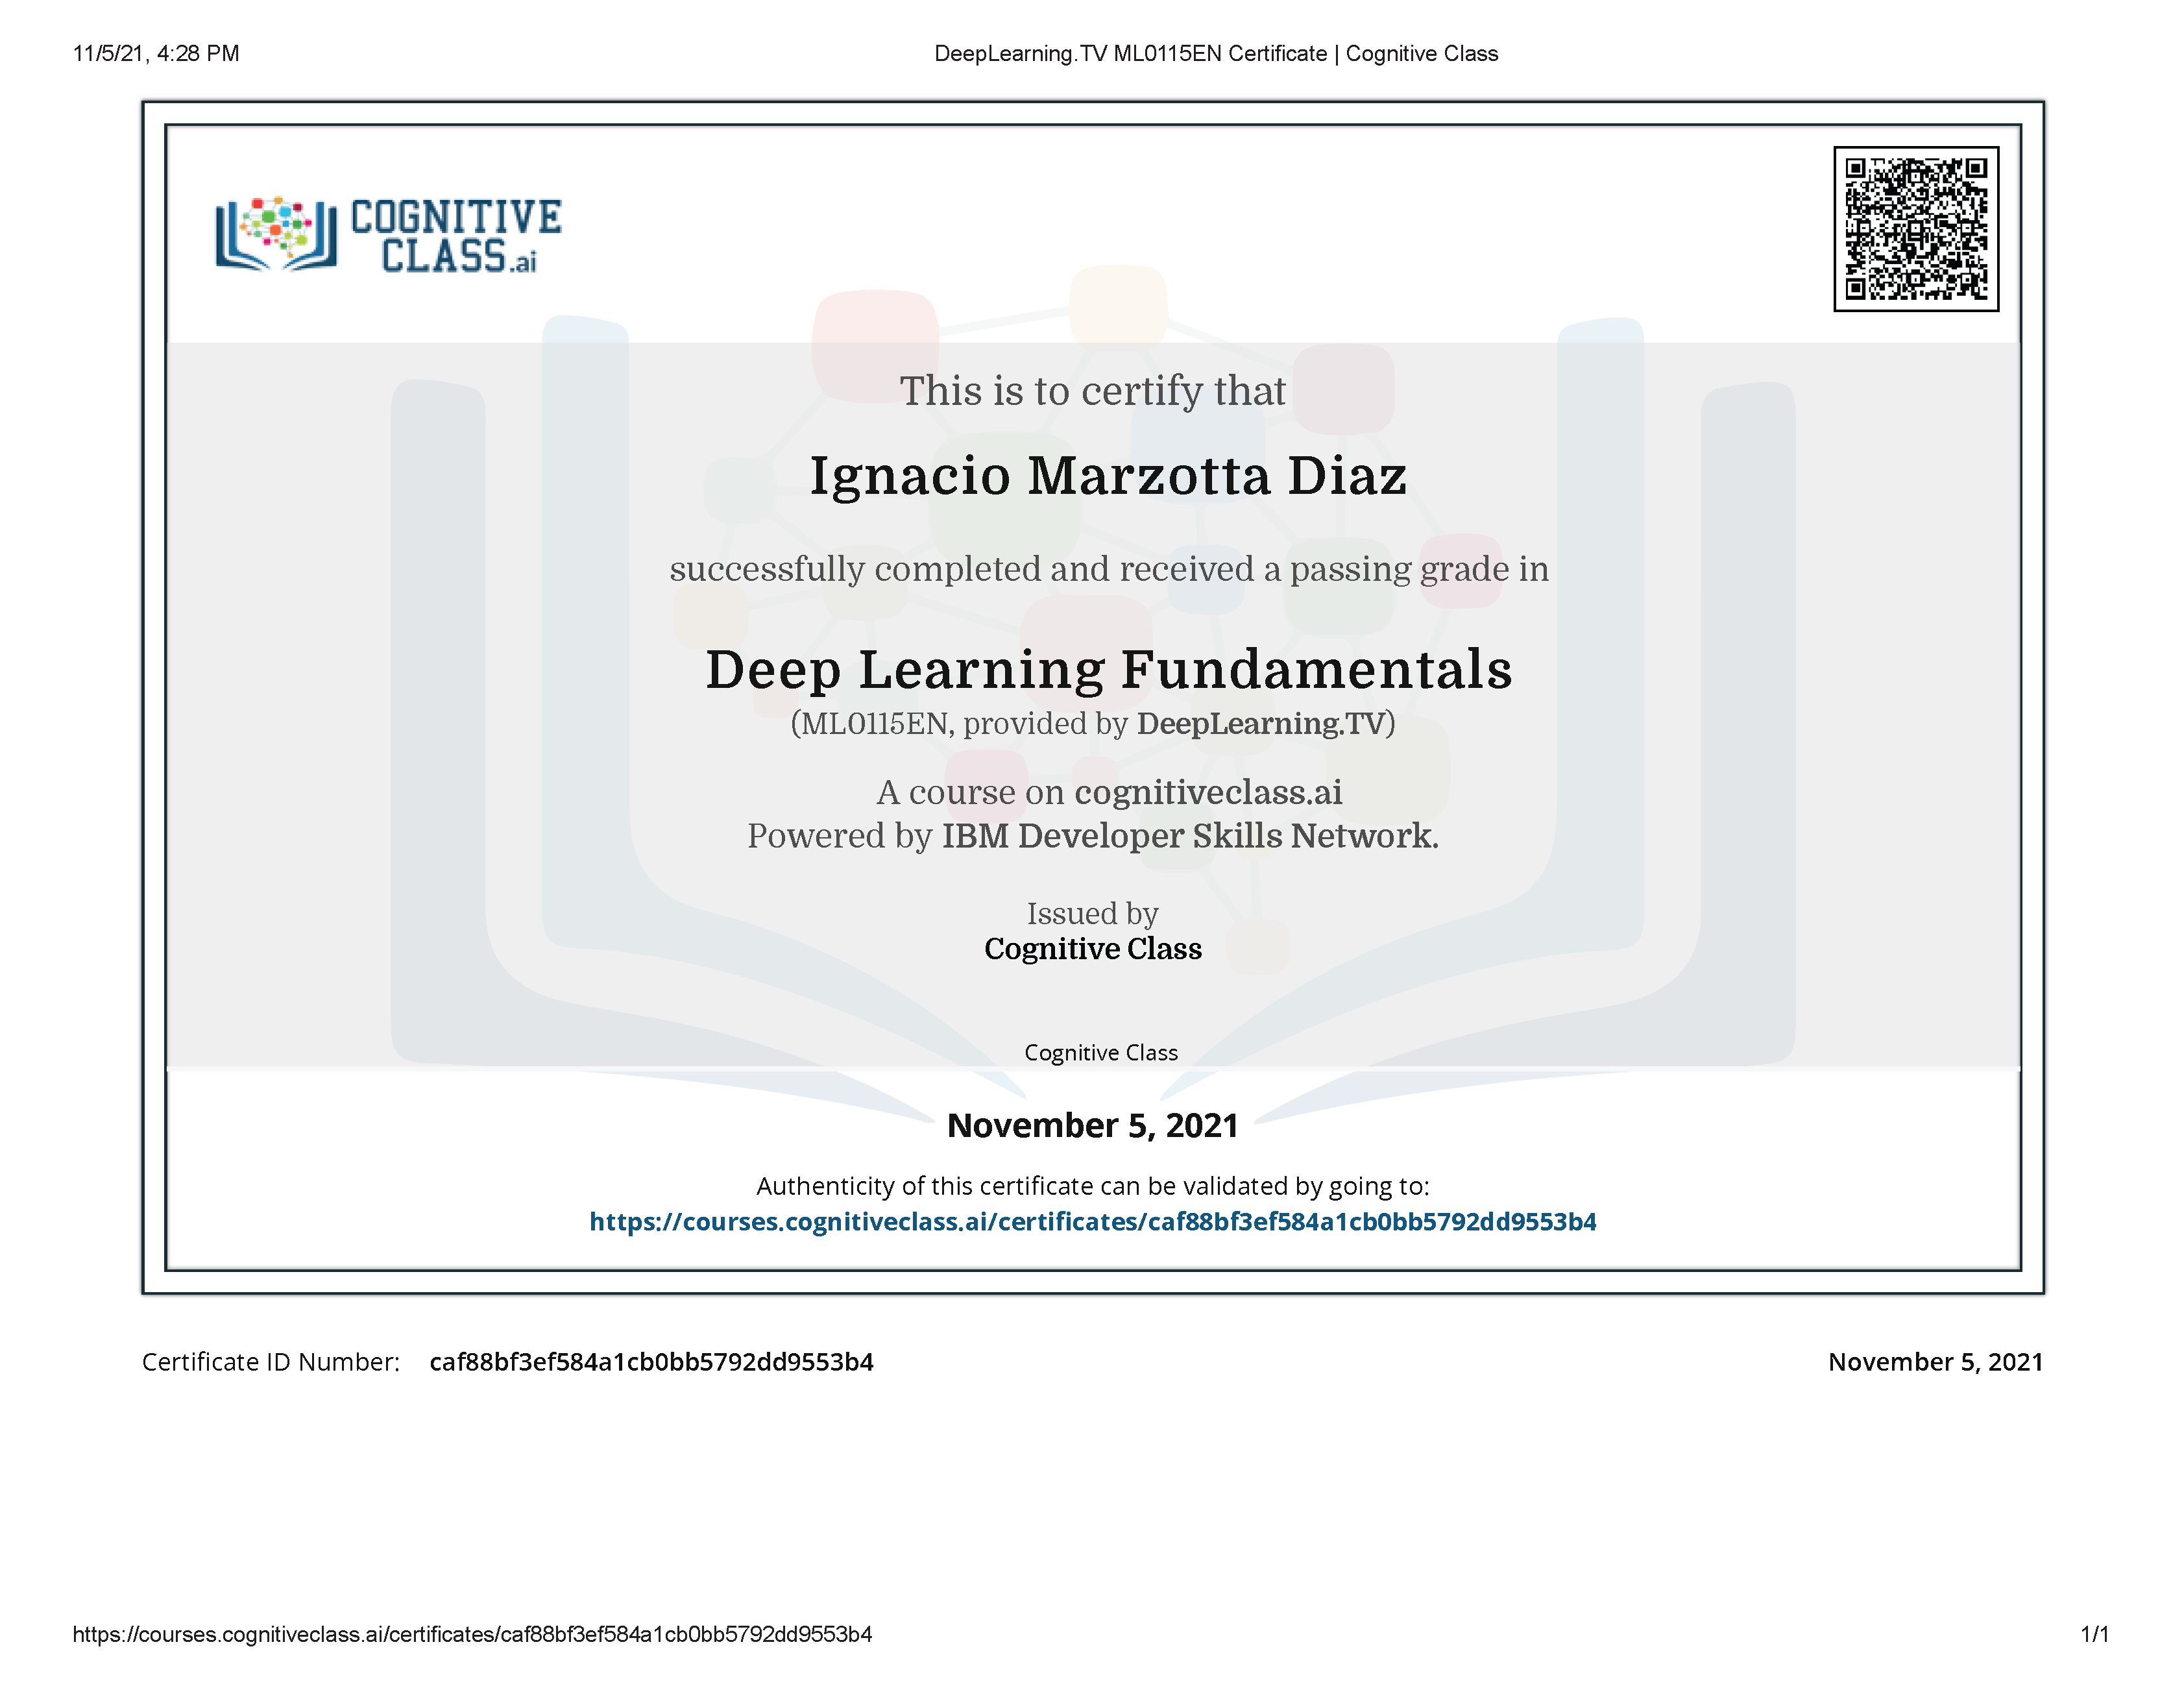 11/5/21, 4:28 PM
DeepLearning.TV ML0115EN Certificate | Cognitive Class
COGNITIVE
CLASS.ai
This is to certify that
Ignacio Marzotta Diaz
successfully completed and received a passing grade in
Deep Learning Fundamentals
(ML0115EN, provided by DeepLearning.TV)
A course on cognitiveclass.ai
Powered by IBM Developer Skills Network.
Issued by
Cognitive Class
Cognitive Class
November 5, 2021
Authenticity of this certificate can be validated by going to:
https://courses.cognitiveclass.ai/certificates/caf88bf3ef584a1cb0bb5792dd9553b4
Certificate ID Number: caf88bf3ef584a1cb0bb5792dd9553b4
November 5, 2021
https://courses.cognitiveclass.ai/certificates/caf88bf3ef584a1cb0bb5792dd9553b4
1/1